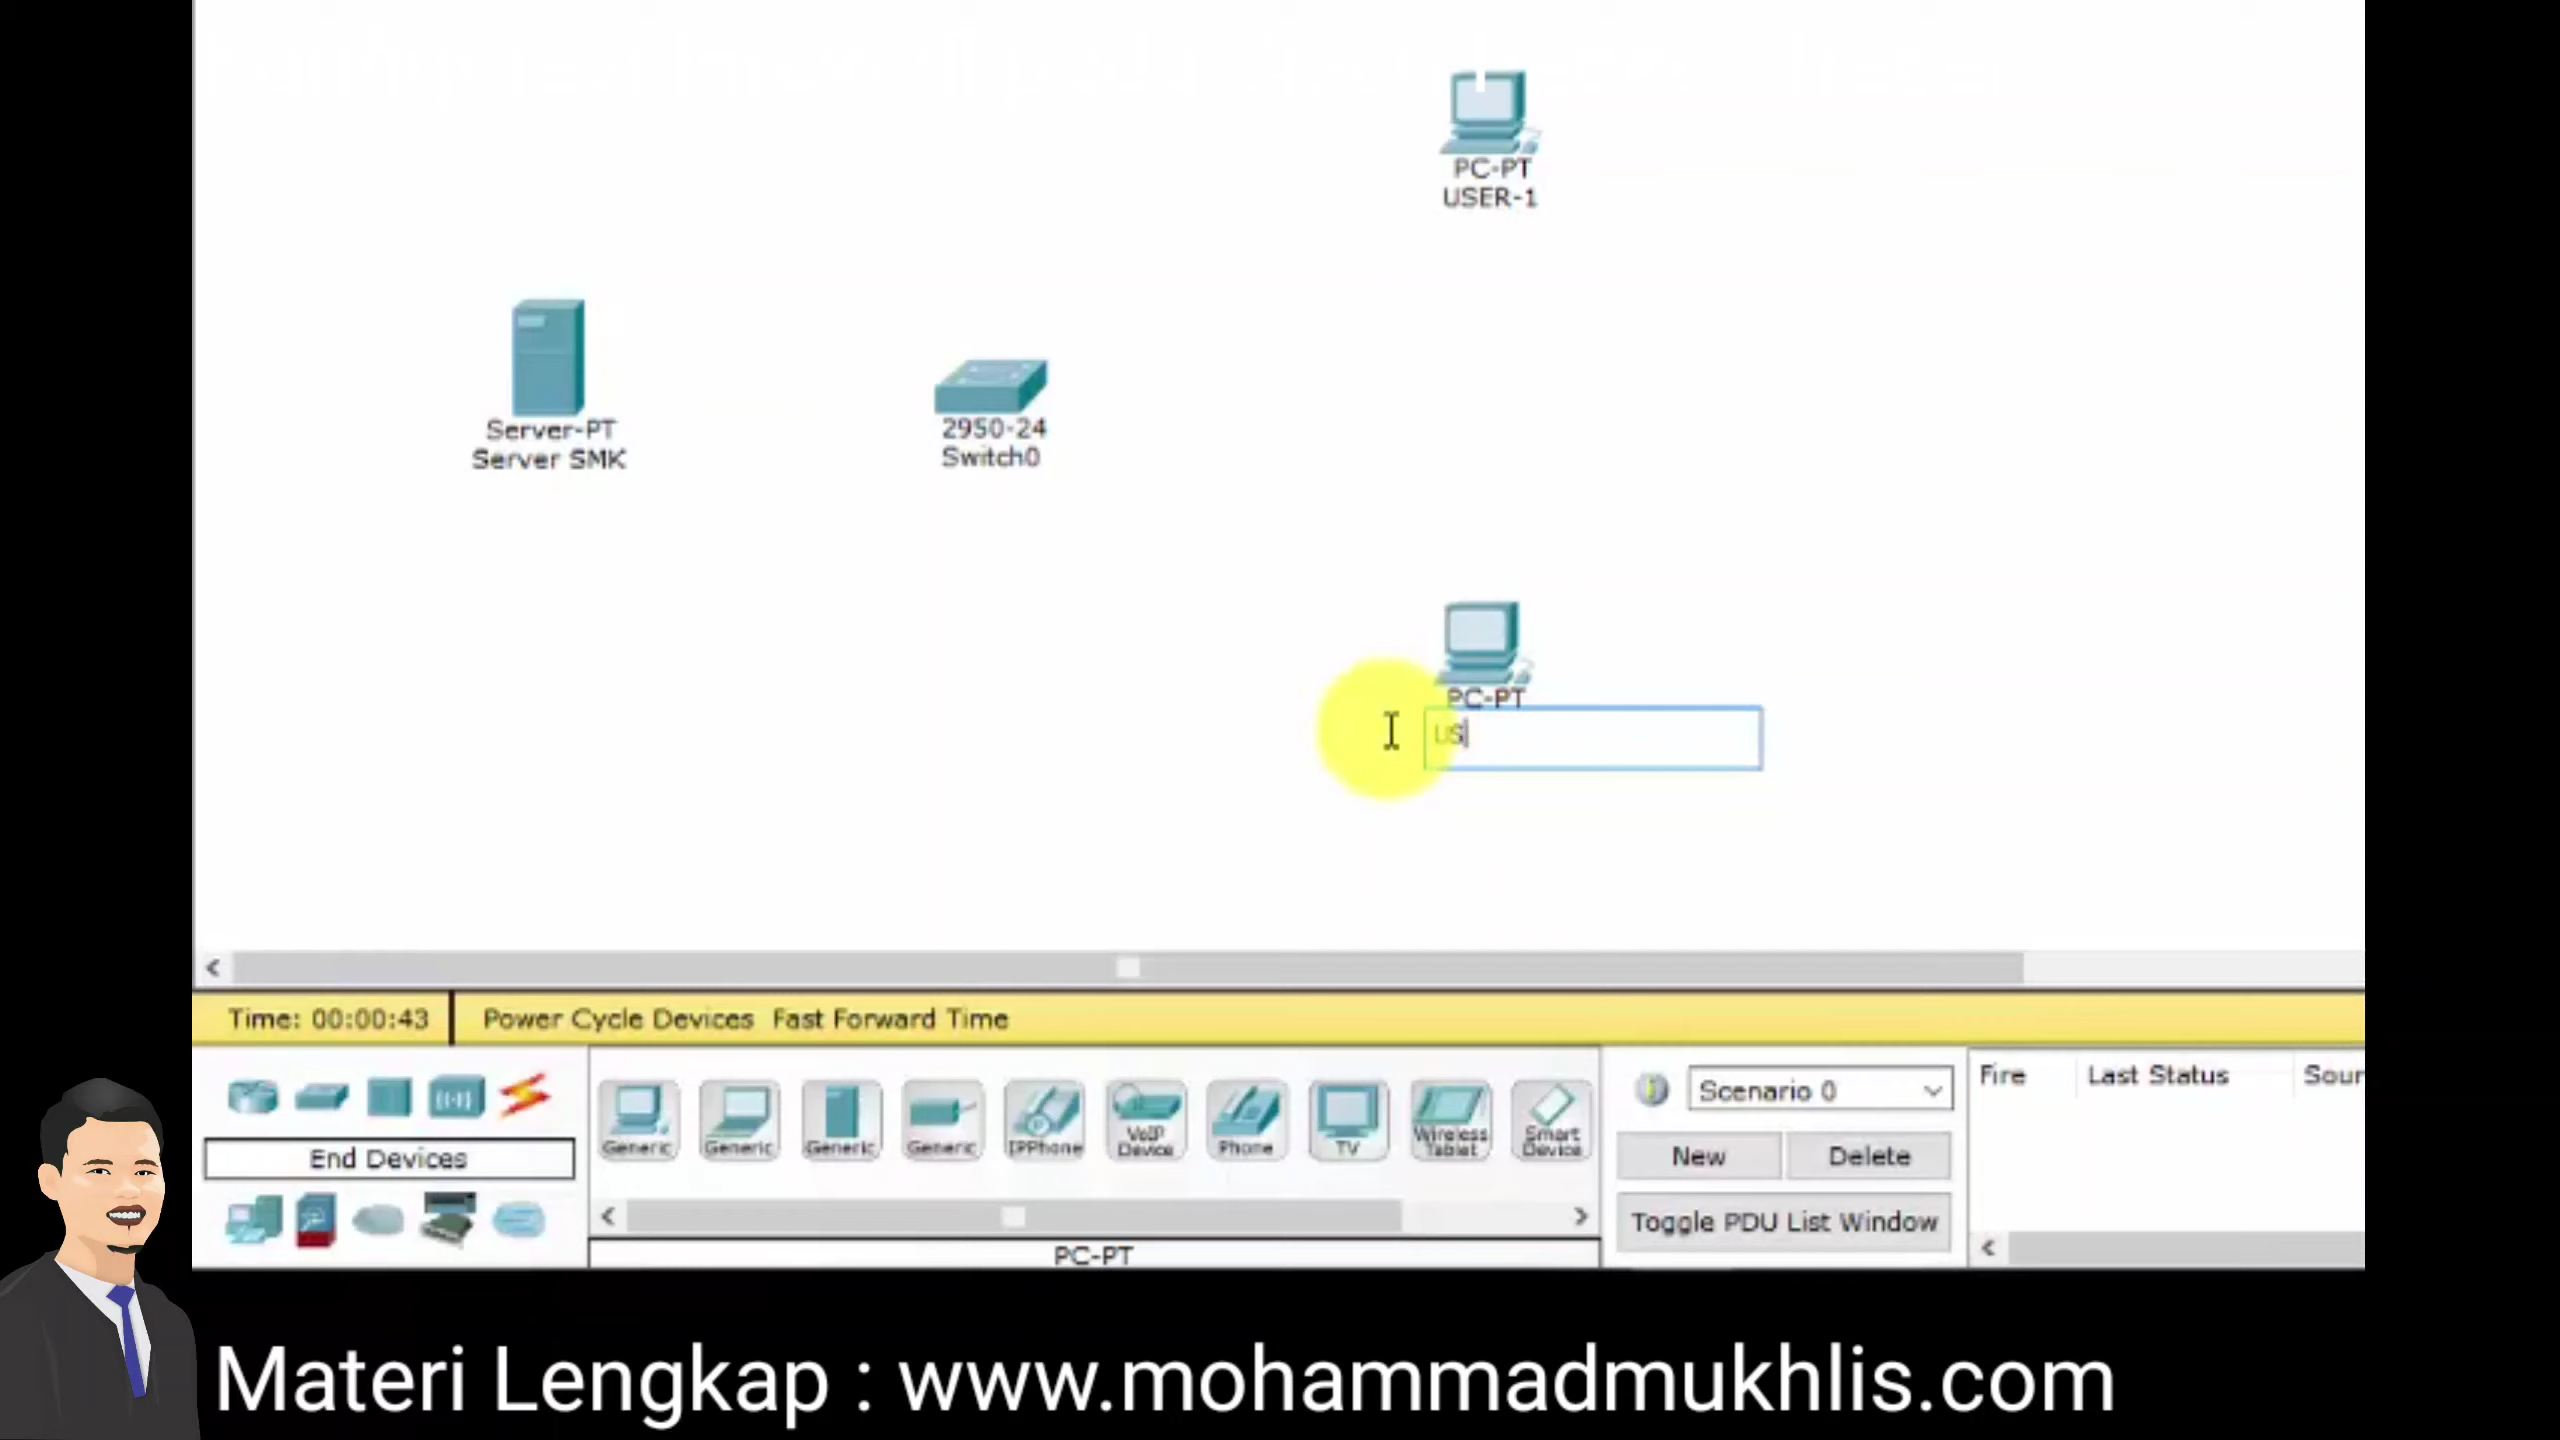 PC-PT
USER-1
Server-PT
Server SMK
2950-24
Switch0
PC-PT
US
Time: 00:00:43
Power Cycle Devices Fast Forward Time
End Devices
Generic
Generic
Generic
Generic
IPPhone
VoIP
Device
Phone
TV
Wireless
Tablet
Smart
Device
PC-PT
Scenario 0
New
Delete
Toggle PDU List Window
Fire
Last Status
Sour
Materi Lengkap : www.mohammadmukhlis.com